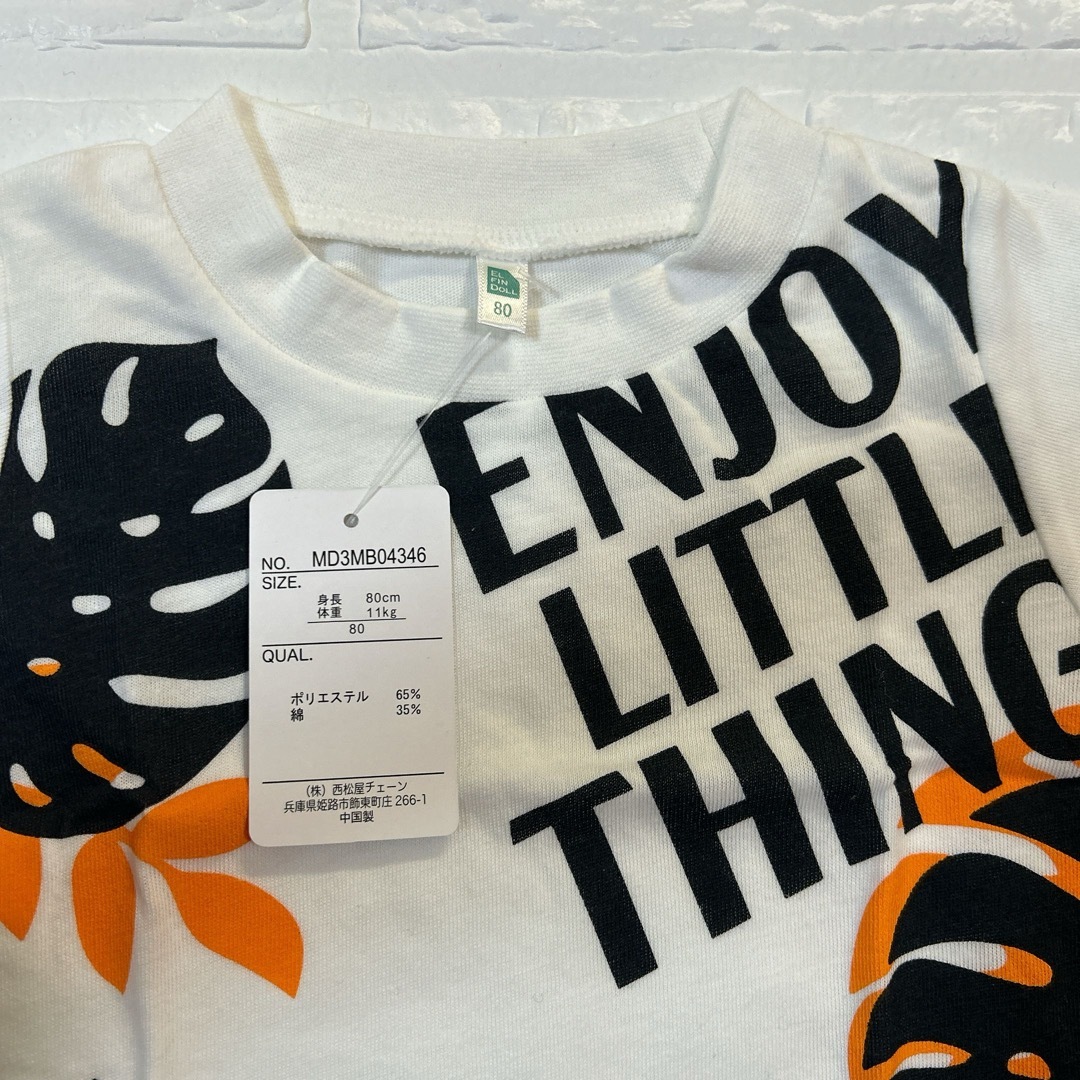 EL
FIN
DOLL
80
ENJOY
LITTL
THING
NO. MD3MB04346
SIZE.
身長 80cm
体重 11kg
80
QUAL.
ポリエステル 65%
綿 35%
(株) 西松屋チェーン
兵庫県姫路市飾東町庄 266-1
中国製